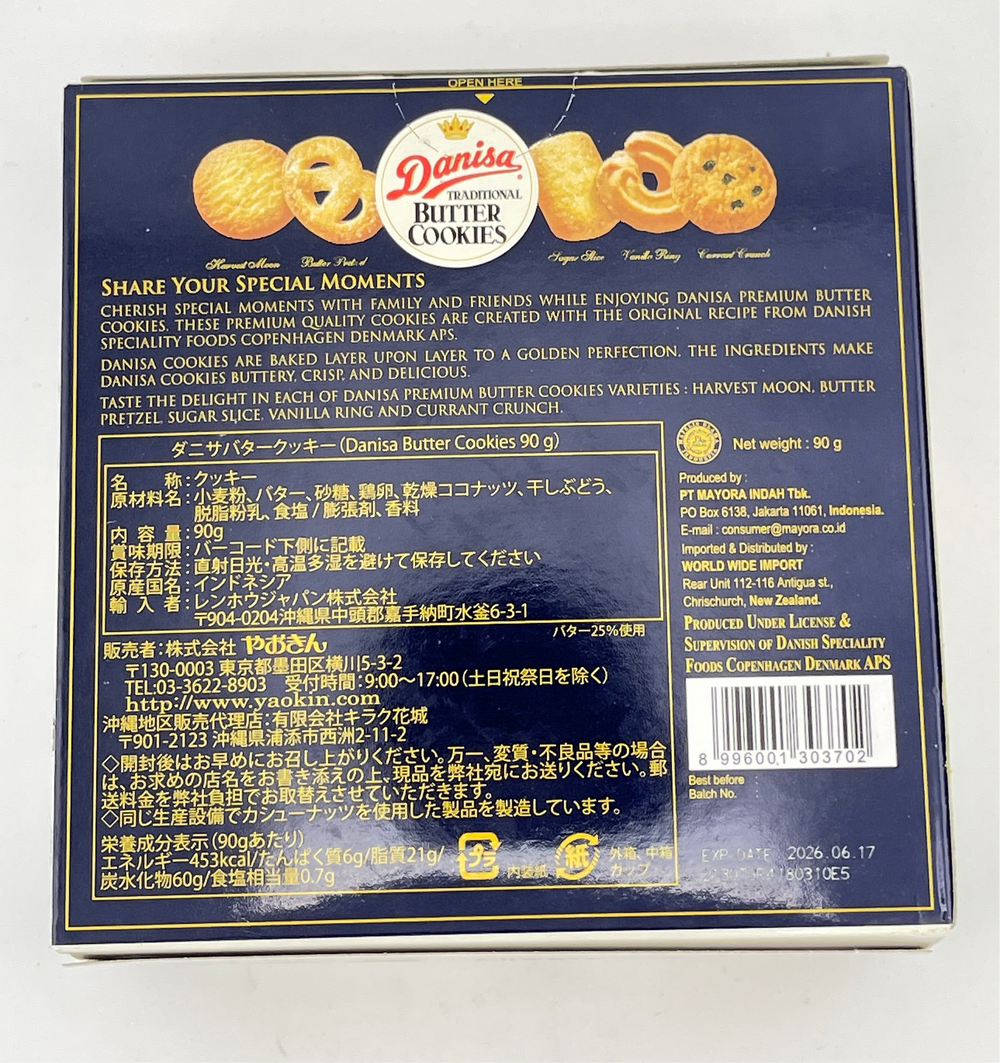 OPEN HERE
Danisa
TRADITIONAL
BUTTER
COOKIES
Harvest Moon
Butter Pretzel
Sugar Slice
Vanilla Ring
Currant Crunch
SHARE YOUR SPECIAL MOMENTS
CHERISH SPECIAL MOMENTS WITH FAMILY AND FRIENDS WHILE ENJOYING DANISA PREMIUM BUTTER
COOKIES. THESE PREMIUM QUALITY COOKIES ARE CREATED WITH THE ORIGINAL RECIPE FROM DANISH
SPECIALITY FOODS COPENHAGEN DENMARK APS.
DANISA COOKIES ARE BAKED LAYER UPON LAYER TO A GOLDEN PERFECTION. THE INGREDIENTS MAKE
DANISA COOKIES BUTTERY, CRISP, AND DELICIOUS.
TASTE THE DELIGHT IN EACH OF DANISA PREMIUM BUTTER COOKIES VARIETIES : HARVEST MOON, BUTTER
PRETZEL, SUGAR SLICE, VANILLA RING AND CURRANT CRUNCH.
ダニサバタークッキー(Danisa Butter Cookies 90 g)
名 称:クッキー
原材料名:小麦粉、バター、砂糖、鶏卵、乾燥ココナッツ、干しぶどう、
脱脂粉乳、食塩 / 膨張剤、香料
内容量:90g
賞味期限:バーコード下側に記載
保存方法:直射日光・高温多湿を避けて保存してください
原産国名:インドネシア
輸入者:レンホウジャパン株式会社
〒904-0204沖縄県中頭郡嘉手納町水釜6-3-1
バター25%使用
販売者:株式会社 やおきん
〒130-0003 東京都墨田区横川5-3-2
TEL:03-3622-8903 受付時間:9:00〜17:00(土日祝祭日を除く)
http://www.yaokin.com
沖縄地区販売代理店:有限会社キラク花城
〒901-2123 沖縄県浦添市西洲2-11-2
◇開封後はお早めにお召し上がりください。万一、変質・不良品等の場合
は、お求めの店名をお書き添えの上、現品を弊社宛にお送りください。郵
送料金を弊社負担でお取替えさせていただきます。
◇同じ生産設備でカシューナッツを使用した製品を製造しています。
栄養成分表示(90gあたり)
エネルギー453kcal/たんぱく質6g/脂質21g/
炭水化物60g/食塩相当量0.7g
プラ
内装紙
紙
外箱、中箱
カップ
Net weight : 90 g
Produced by :
PT MAYORA INDAH Tbk.
PO Box 6138, Jakarta 11061, Indonesia.
E-mail : consumer@mayora.co.id
Imported & Distributed by :
WORLD WIDE IMPORT
Rear Unit 112-116 Antigua st.,
Chrischurch, New Zealand.
PRODUCED UNDER LICENSE &
SUPERVISION OF DANISH SPECIALITY
FOODS COPENHAGEN DENMARK APS
8 996001 303702
Best before :
Batch No. :
EXP. DATE 2026.06.17